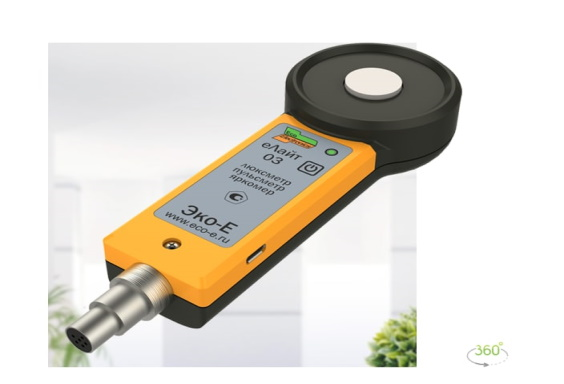 еЛайт
03
люксметр
пульсметр
яркомер
Эко-Е
www.eco-e.ru
360°